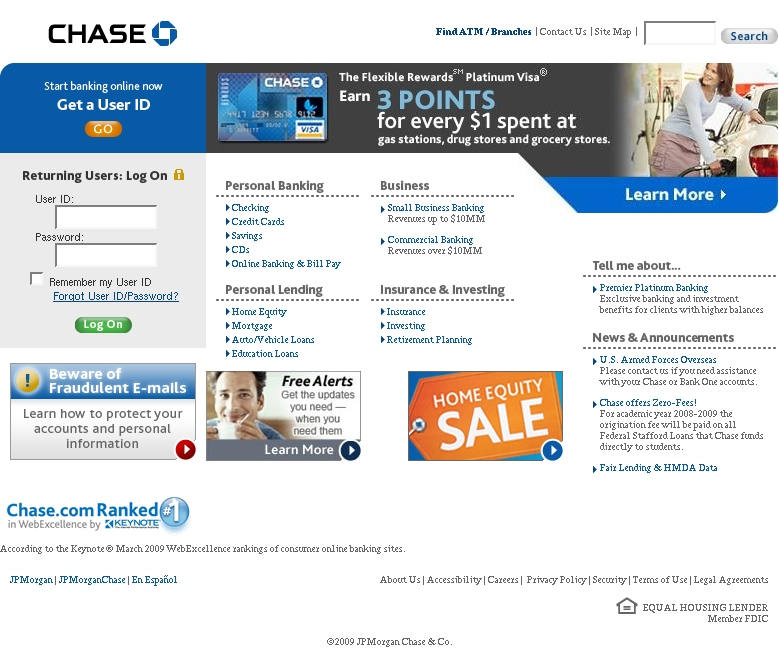 CHASE
Find ATM / Branches | Contact Us | Site Map |
Search
Start banking online now
Get a User ID
GO
REWARDS
CHASE
4417 1234 5678 9112
VISA
The Flexible Rewards℠ Platinum Visa®
Earn 3 POINTS
for every $1 spent at
gas stations, drug stores and grocery stores.
Learn More
Returning Users: Log On
User ID:
Password:
Remember my User ID
Forgot User ID/Password?
Log On
Personal Banking
Checking
Credit Cards
Savings
CDs
Online Banking & Bill Pay
Business
Small Business Banking
Revenues up to $10MM
Commercial Banking
Revenues over $10MM
Personal Lending
Home Equity
Mortgage
Auto/Vehicle Loans
Education Loans
Insurance & Investing
Insurance
Investing
Retirement Planning
Tell me about...
Premier Platinum Banking
Exclusive banking and investment
benefits for clients with higher balances
News & Announcements
U.S. Armed Forces Overseas
Please contact us if you need assistance
with your Chase or Bank One accounts.
Chase offers Zero-Fees!
For academic year 2008-2009 the
origination fee will be paid on all
Federal Stafford Loans that Chase funds
directly to students.
Fair Lending & HMDA Data
Beware of
Fraudulent E-mails
Learn how to protect your
accounts and personal
information
Free Alerts
Get the updates
you need —
when you
need them
Learn More
HOME EQUITY
SALE
Chase.com Ranked #1
in WebExcellence by KEYNOTE
According to the Keynote® March 2009 WebExcellence rankings of consumer online banking sites.
JPMorgan | JPMorganChase | En Español
About Us | Accessibility | Careers | Privacy Policy | Security | Terms of Use | Legal Agreements
EQUAL HOUSING LENDER
Member FDIC
©2009 JPMorgan Chase & Co.